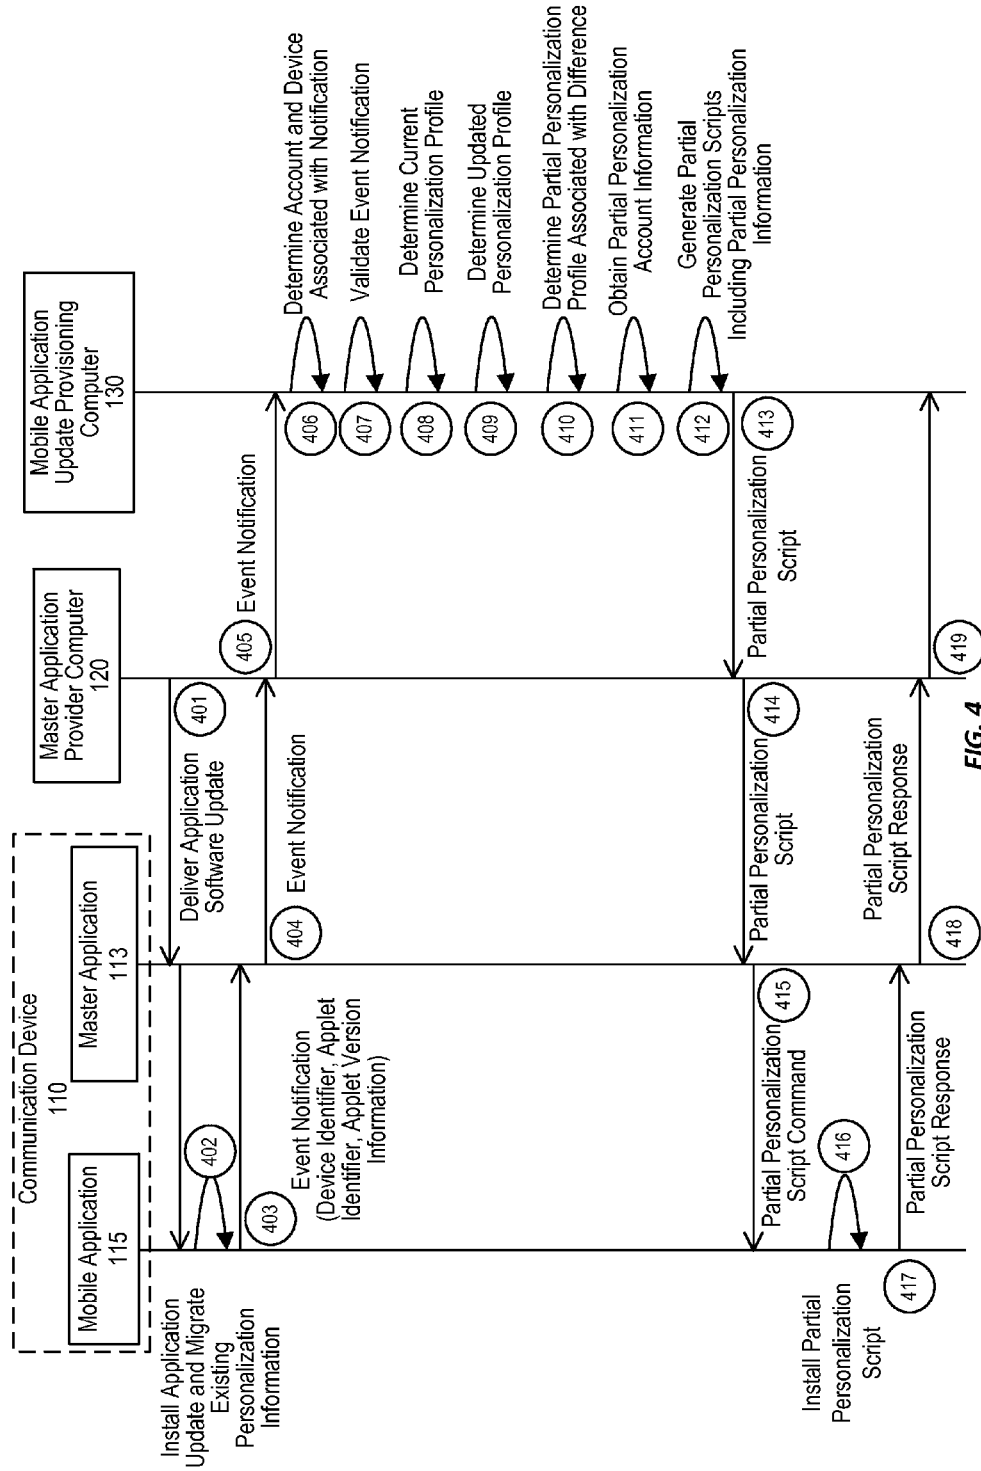 Communication Device
110
Mobile Application
115
Master Application
113
Master Application
Provider Computer
120
Mobile Application
Update Provisioning
Computer
130
401
Deliver Application
Software Update
Install Application
Update and Migrate
Existing
Personalization
Information
402
403
Event Notification
(Device Identifier, Applet
Identifier, Applet Version
Information)
404
Event Notification
405
Event Notification
406
Determine Account and Device
Associated with Notification
407
Validate Event Notification
408
Determine Current
Personalization Profile
409
Determine Updated
Personalization Profile
410
Determine Partial Personalization
Profile Associated with Difference
411
Obtain Partial Personalization
Account Information
412
Generate Partial
Personalization Scripts
Including Partial Personalization
Information
413
Partial Personalization
Script
414
Partial Personalization
Script
415
Partial Personalization
Script Command
416
Install Partial
Personalization
Script
417
Partial Personalization
Script Response
418
Partial Personalization
Script Response
419
FIG. 4